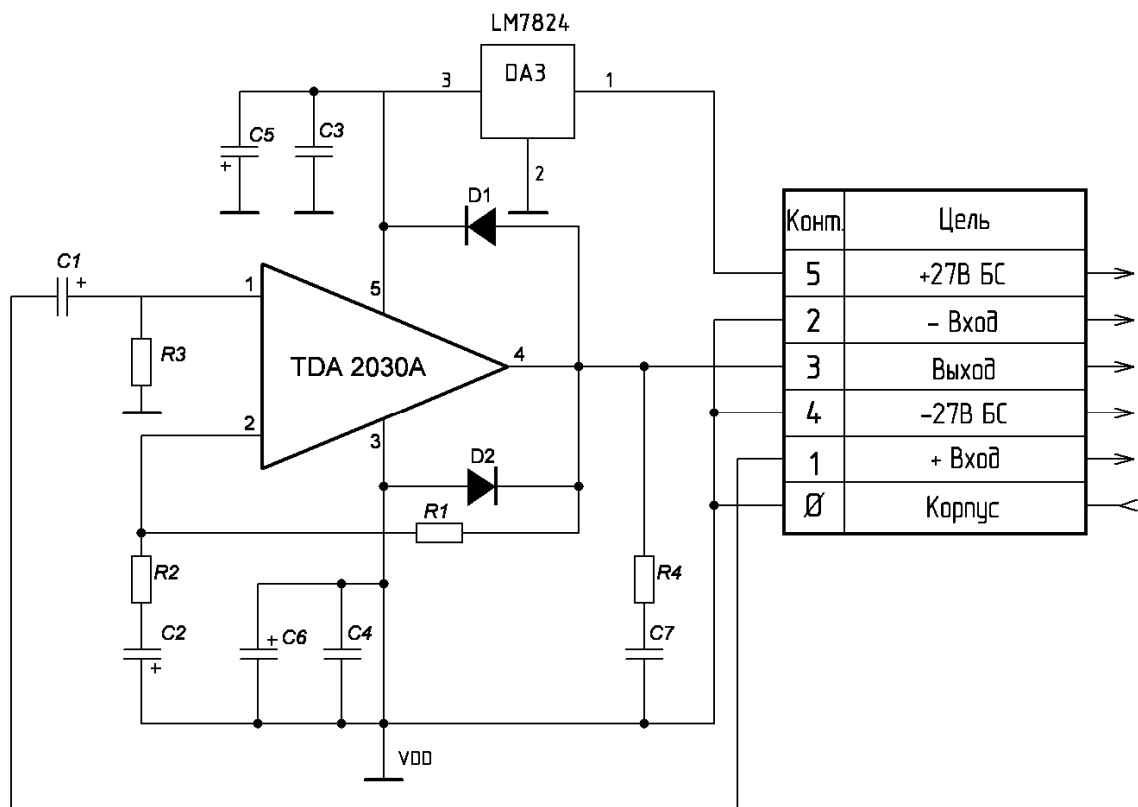 LM7824
DA3
3
1
2
C5
+
C3
D1
Конт.
Цель
5
+27В БС
2
- Вход
3
Выход
4
-27В БС
1
+ Вход
Ø
Корпус
C1
+
1
5
R3
TDA 2030A
4
2
3
D2
R1
R2
R4
C2
+
+
C6
C4
C7
VDD